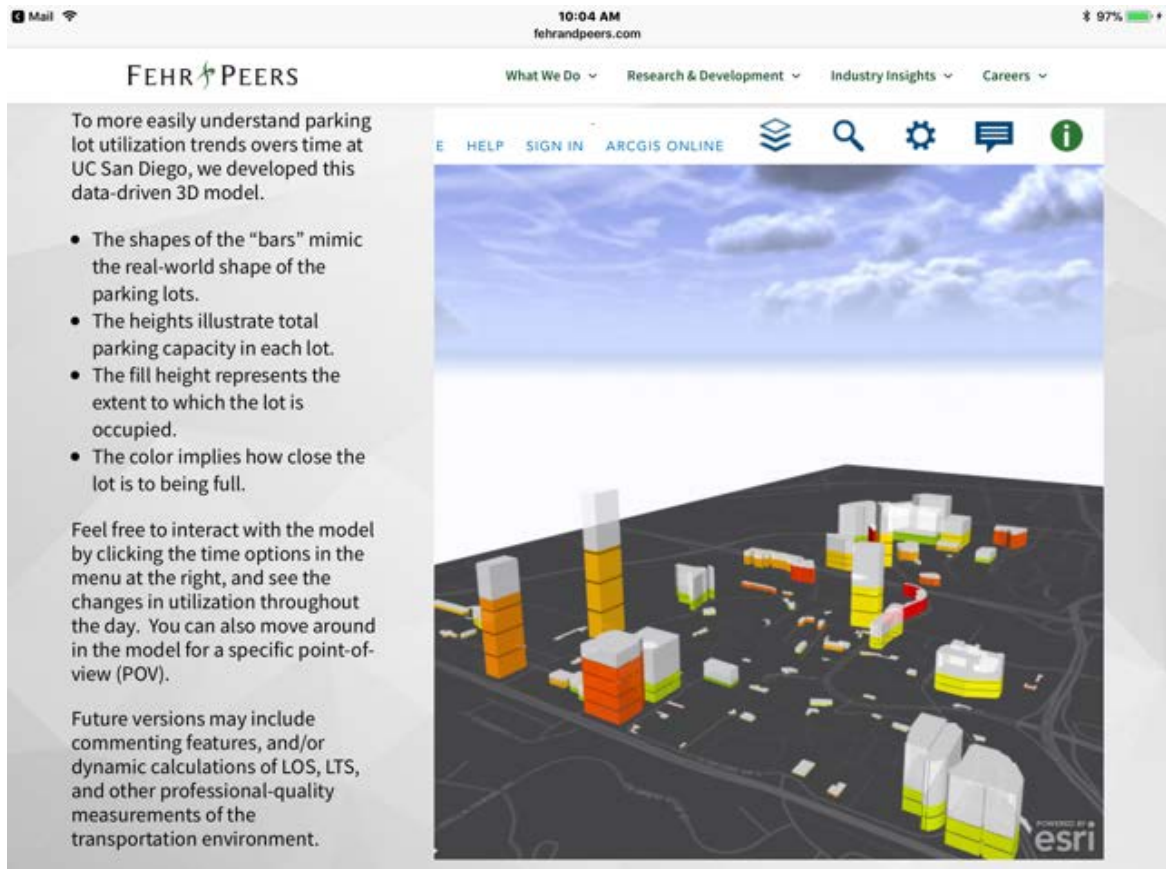 Mail
10:04 AM
97%
fehrandpeers.com
FEHR PEERS
What We Do
Research & Development
Industry Insights
Careers
To more easily understand parking
lot utilization trends overs time at
UC San Diego, we developed this
data-driven 3D model.
• The shapes of the “bars” mimic
the real-world shape of the
parking lots.
• The heights illustrate total
parking capacity in each lot.
• The fill height represents the
extent to which the lot is
occupied.
• The color implies how close the
lot is to being full.
Feel free to interact with the model
by clicking the time options in the
menu at the right, and see the
changes in utilization throughout
the day. You can also move around
in the model for a specific point-of-
view (POV).
Future versions may include
commenting features, and/or
dynamic calculations of LOS, LTS,
and other professional-quality
measurements of the
transportation environment.
E HELP SIGN IN ARCGIS ONLINE
POWERED BY
esri